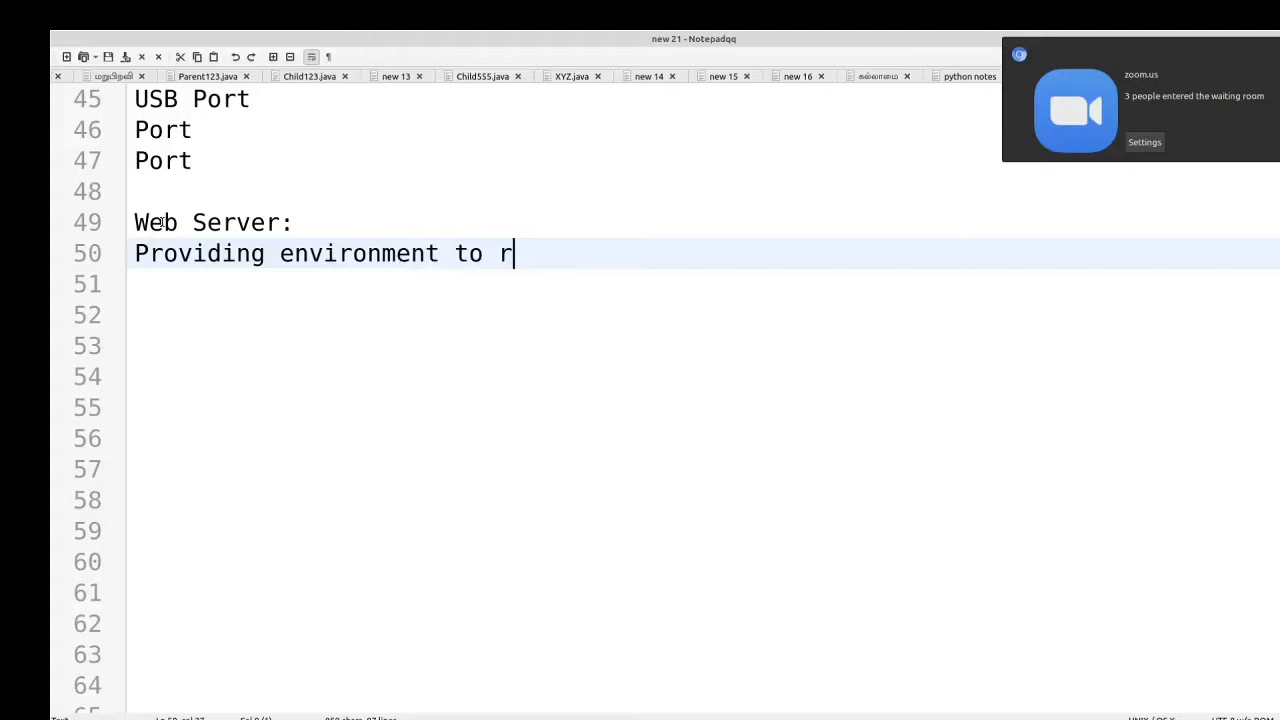 new 21 - Notepadqq
மறுபிறவி Parent123.java Child123.java new 13 Child555.java XYZ.java new 14 new 15 new 16 கல்லாமை python notes
zoom.us
3 people entered the waiting room
Settings
45 USB Port
46 Port
47 Port
48
49 Web Server:
50 Providing environment to r
51
52
53
54
55
56
57
58
59
60
61
62
63
64